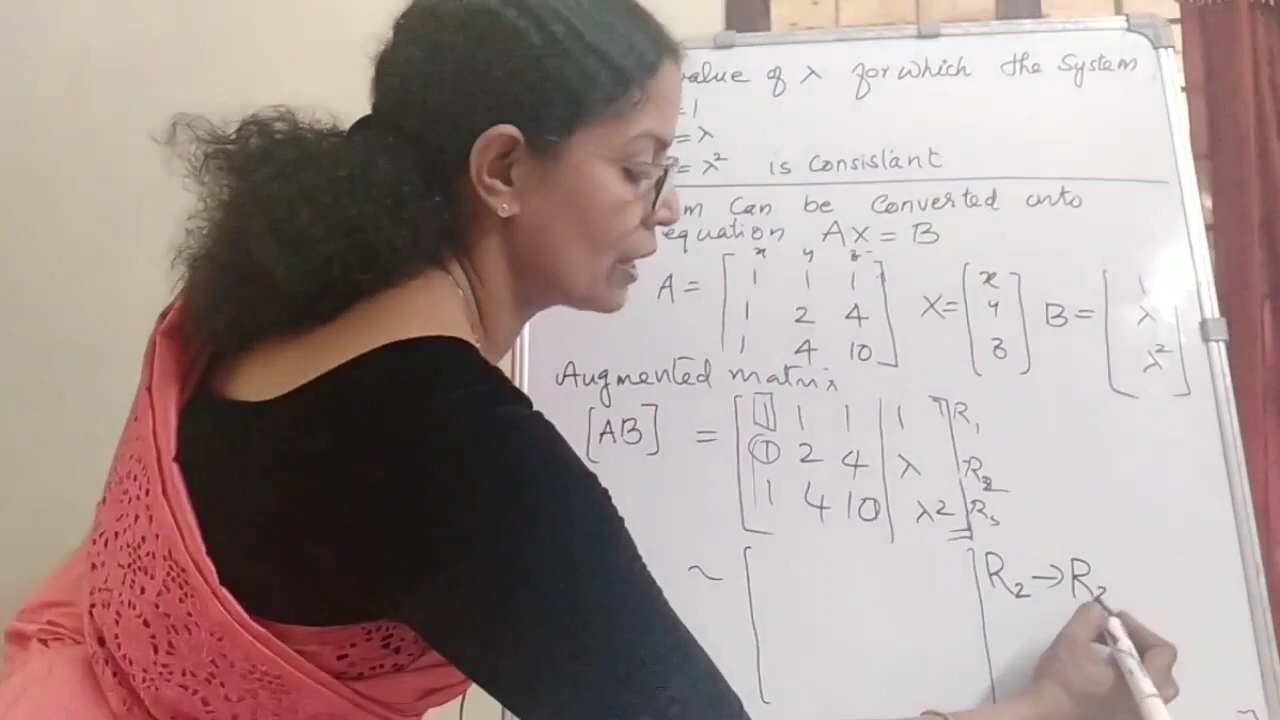 value of λ for which the System
= 1
= λ
= λ² is Consistant
can be converted into
equation AX = B
x y z
A = [ 1 1 1 X = [ x B = [ 1
1 2 4 y λ
1 4 10 ] z ] λ² ]
Augmented matrix
[AB] = [ 1 1 1 | 1 R₁
1 2 4 | λ R₂
1 4 10 | λ2 ] R₃
~ [ ] R₂ → R₂